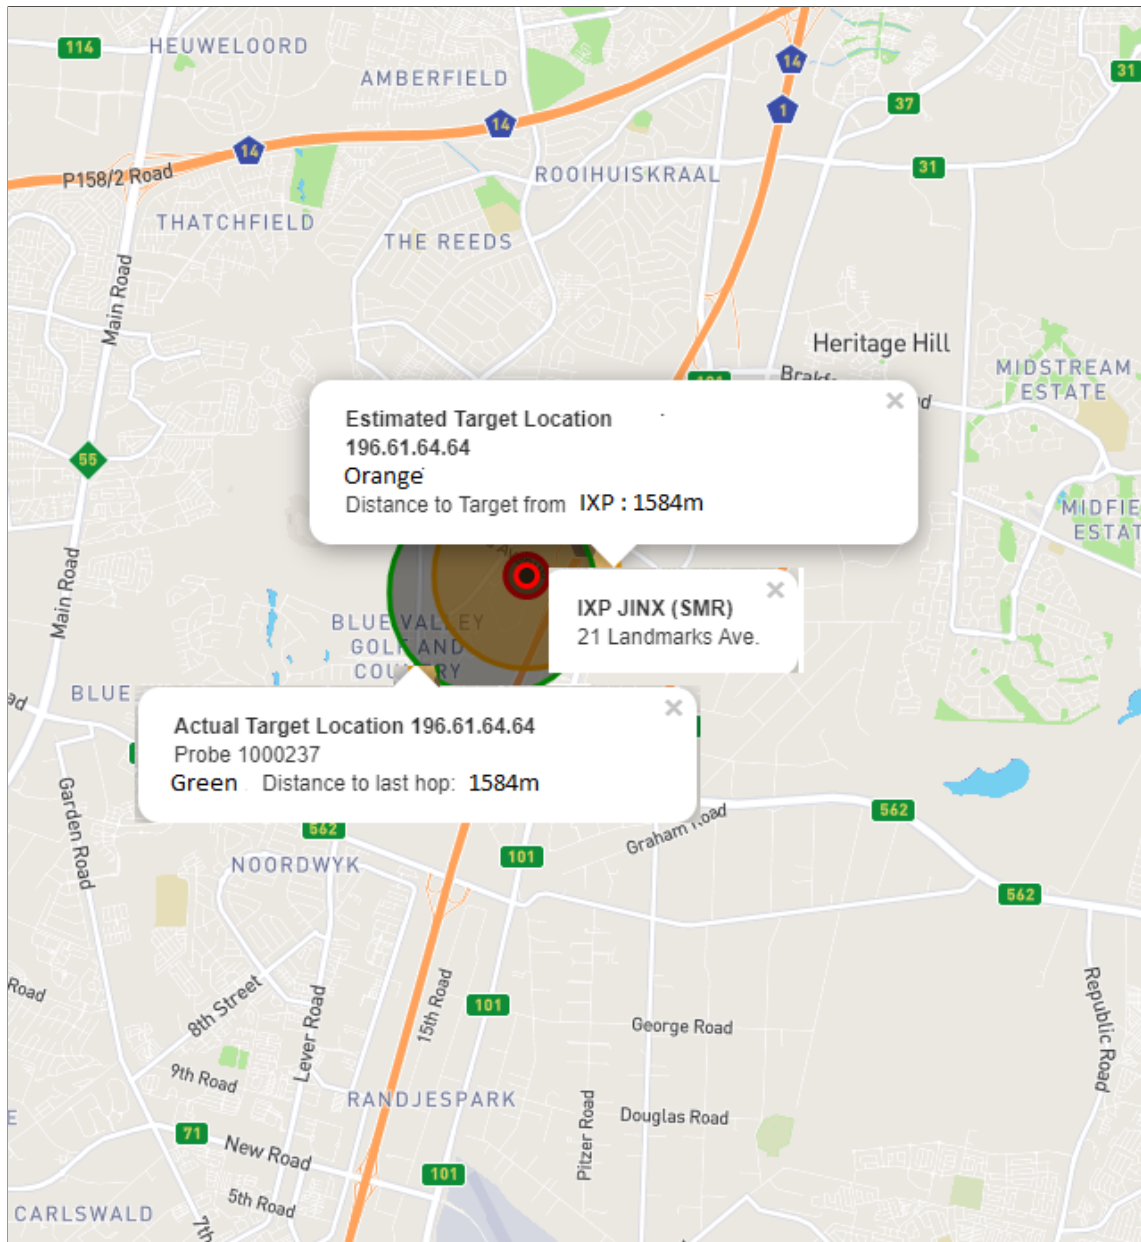 114
HEUWELOORD
AMBERFIELD
14
31
1
37
14
14
P158/2 Road
ROOIHUISKRAAL
31
THATCHFIELD
THE REEDS
Main Road
Heritage Hill
MIDSTREAM
ESTATE
Estimated Target Location
196.61.64.64
Orange
Distance to Target from IXP : 1584m
55
MIDFIE
ESTAT
Main Road
IXP JINX (SMR)
21 Landmarks Ave.
BLUE VALLEY
GOLF AND
COUNTRY
BLUE
Actual Target Location 196.61.64.64
Probe 1000237
Green Distance to last hop: 1584m
Garden Road
562
Graham Road
562
NOORDWYK
101
562
Road
8th Street
Lever Road
15th Road
101
George Road
Republic Road
9th Road
RANDJESPARK
Pitzer Road
Douglas Road
71
New Road
101
5th Road
CARLSWALD
7th